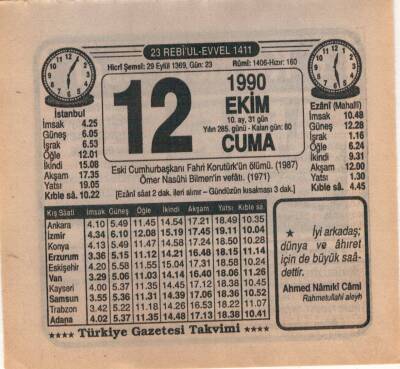 23 REBİ'UL-EVVEL 1411
Hicrî Şemsî: 29 Eylül 1369, Gün: 23
Rûmî: 1406-Hızır: 160
12
1990
EKİM
10. ay, 31 gün
Yılın 285. günü - Kalan gün: 80
CUMA
İstanbul
İmsak 4.25
Güneş 6.05
İşrak 6.53
Öğle 12.01
İkindi 15.08
Akşam 17.35
Yatsı 19.05
Kıble sâ. 10.22
Ezânî (Mahallî)
İmsak 10.48
Güneş 12.28
İşrak 1.16
Öğle 6.24
İkindi 9.31
Akşam 12.00
Yatsı 1.30
Kıble sâ. 4.45
Eski Cumhurbaşkanı Fahri Korutürk'ün ölümü. (1987)
Ömer Nasûhi Bilmen'in vefâtı. (1971)
[Ezânî sâat 2 dak. ileri alınır – Gündüzün kısalması 3 dak.]
Kış Sâati İmsak Güneş Öğle İkindi Akşam Yatsı Kıble sâ.
Ankara 4.10 5.49 11.45 14.54 17.21 18.49 10.35
İzmir 4.34 6.10 12.08 15.19 17.45 19.11 10.04
Konya 4.13 5.49 11.47 14.58 17.24 18.50 10.28
Erzurum 3.36 5.15 11.12 14.21 16.48 18.15 11.14
Eskişehir 4.20 5.58 11.55 15.04 17.31 18.58 10.24
Van 3.29 5.06 11.03 14.14 16.40 18.06 11.26
Kayseri 4.00 5.37 11.35 14.45 17.12 18.38 10.45
Samsun 3.55 5.36 11.31 14.39 17.06 18.36 10.52
Trabzon 3.42 5.22 11.18 14.26 16.53 18.22 11.07
Adana 4.02 5.37 11.35 14.48 17.13 18.38 10.41
★ İyi arkadaş;
dünya ve âhıret
için de büyük saâ-
dettir.
Ahmed Nâmıkî Câmi
Rahmetullahi aleyh
★★★★ Türkiye Gazetesi Takvimi ★★★★